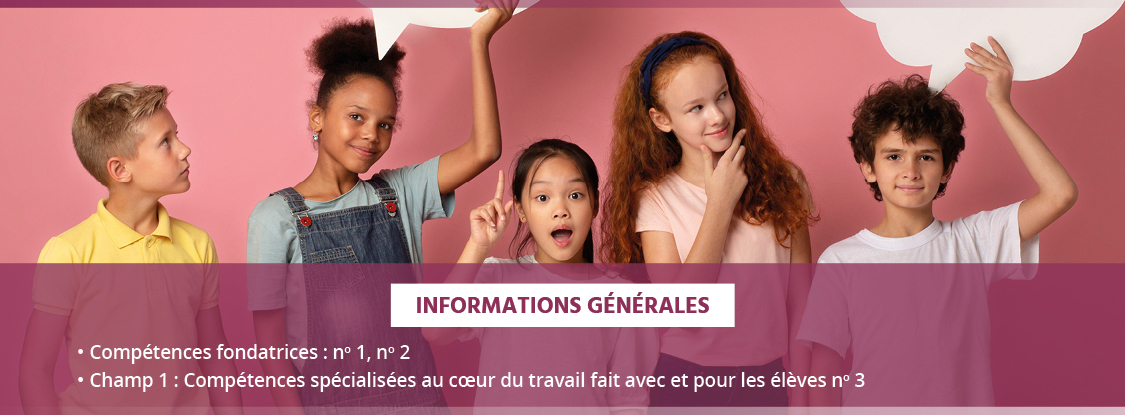 INFORMATIONS GÉNÉRALES
• Compétences fondatrices : nº 1, nº 2
• Champ 1 : Compétences spécialisées au cœur du travail fait avec et pour les élèves nº 3